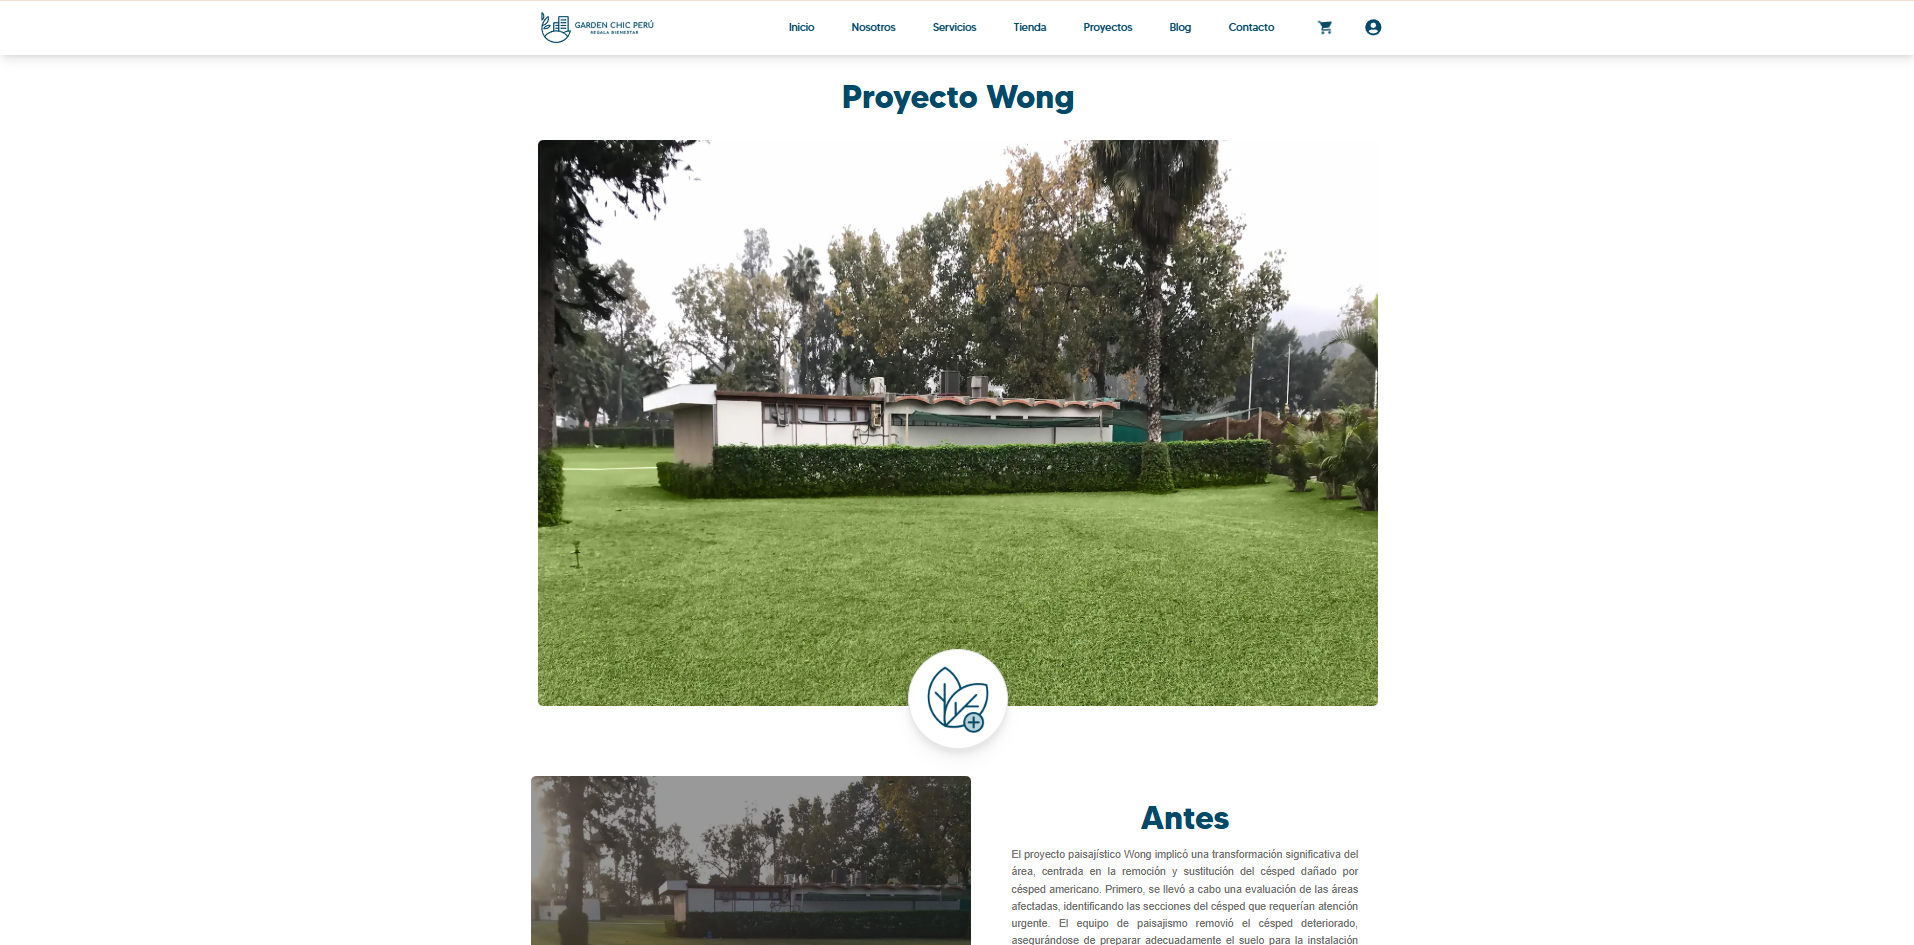 GARDEN CHIC PERÚ
REGALA BIENESTAR
Inicio Nosotros Servicios Tienda Proyectos Blog Contacto
Proyecto Wong
Antes
El proyecto paisajístico Wong implicó una transformación significativa del
área, centrada en la remoción y sustitución del césped dañado por
césped americano. Primero, se llevó a cabo una evaluación de las áreas
afectadas, identificando las secciones del césped que requerían atención
urgente. El equipo de paisajismo removió el césped deteriorado,
asegurándose de preparar adecuadamente el suelo para la instalación